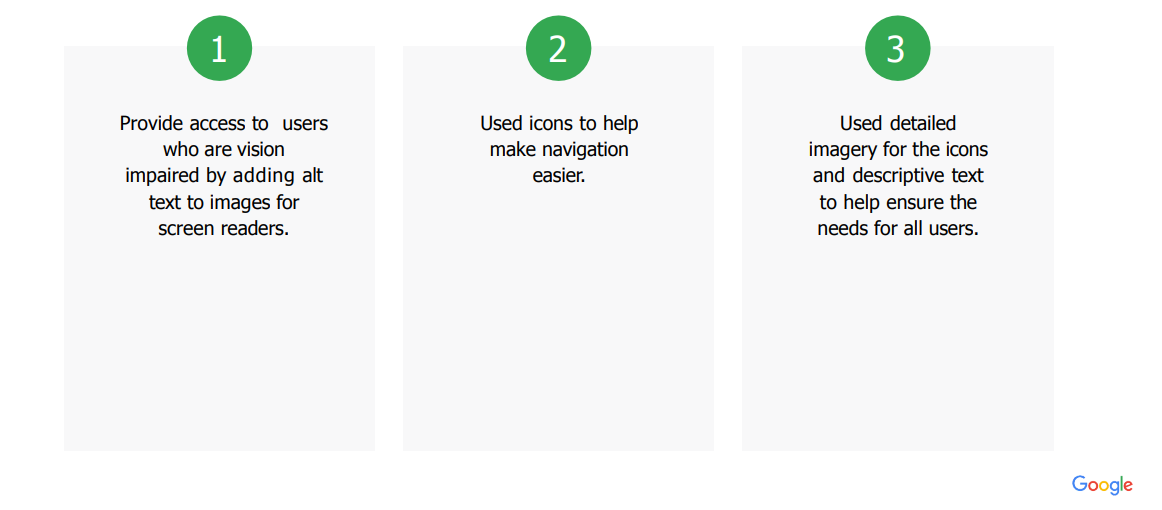 1
Provide access to users
who are vision
impaired by adding alt
text to images for
screen readers.
2
Used icons to help
make navigation
easier.
3
Used detailed
imagery for the icons
and descriptive text
to help ensure the
needs for all users.
Google